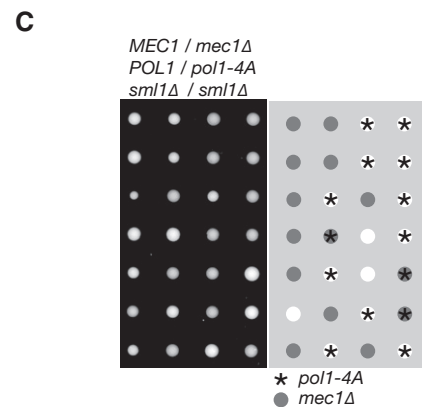 C
MEC1 / mec1Δ
POL1 / pol1-4A
sml1Δ / sml1Δ
* pol1-4A
mec1Δ